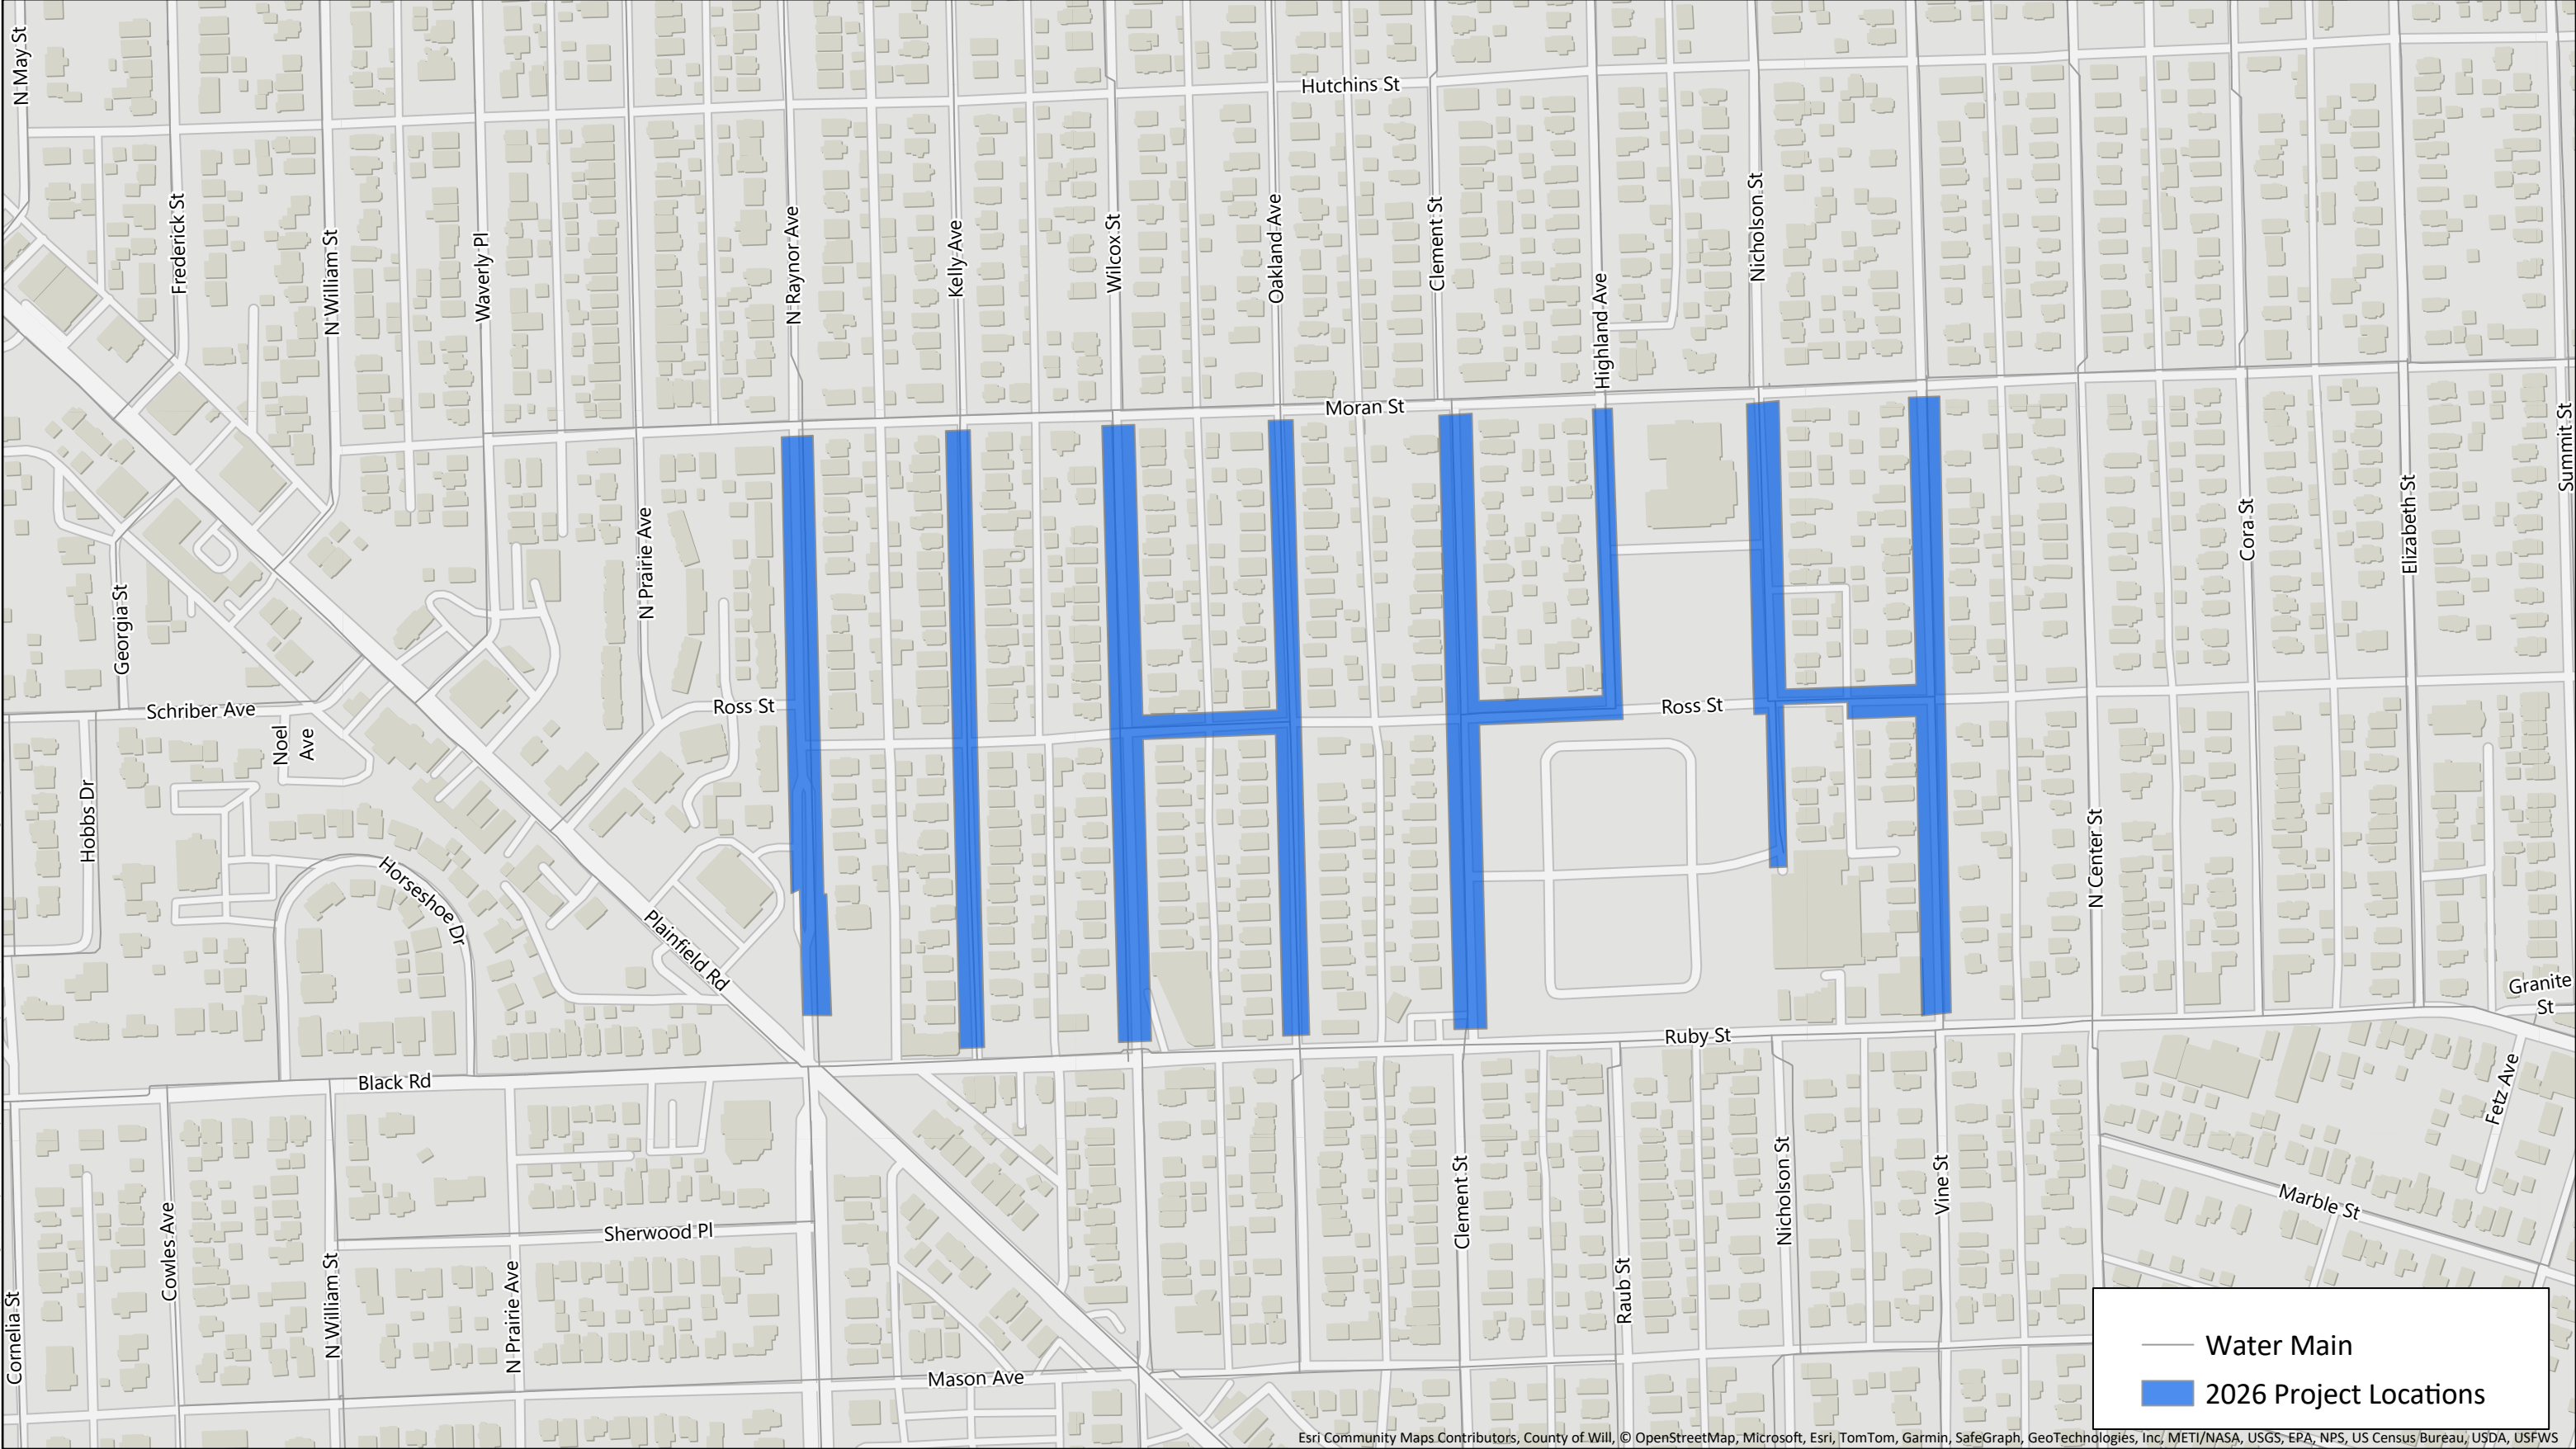 N May St
Hutchins St
Frederick St
N William St
Waverly Pl
N Raynor Ave
Kelly Ave
Wilcox St
Oakland Ave
Clement St
Highland Ave
Nicholson St
Moran St
Summit St
Elizabeth St
Cora St
N Prairie Ave
Georgia St
Schriber Ave
Ross St
Ross St
Noel
Ave
Hobbs Dr
Horseshoe Dr
Plainfield Rd
N Center St
Granite
St
Ruby St
Black Rd
Fetz Ave
Clement St
Nicholson St
Vine St
Marble St
Cowles Ave
Sherwood Pl
N William St
N Prairie Ave
Raub St
Cornelia St
Mason Ave
Water Main
2026 Project Locations
Esri Community Maps Contributors, County of Will, © OpenStreetMap, Microsoft, Esri, TomTom, Garmin, SafeGraph, GeoTechnologies, Inc, METI/NASA, USGS, EPA, NPS, US Census Bureau, USDA, USFWS